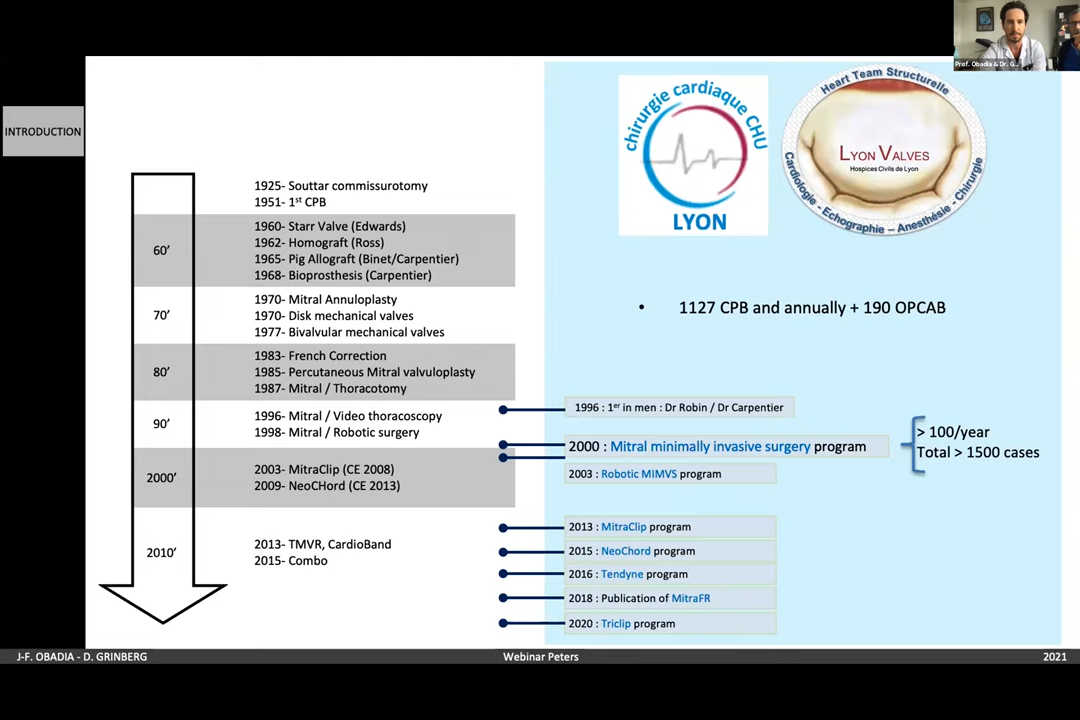 Prof. Obadia & Dr. G...
INTRODUCTION
1925- Souttar commissurotomy
1951- 1st CPB
60’
1960- Starr Valve (Edwards)
1962- Homograft (Ross)
1965- Pig Allograft (Binet/Carpentier)
1968- Bioprosthesis (Carpentier)
70’
1970- Mitral Annuloplasty
1970- Disk mechanical valves
1977- Bivalvular mechanical valves
80’
1983- French Correction
1985- Percutaneous Mitral valvuloplasty
1987- Mitral / Thoracotomy
90’
1996- Mitral / Video thoracoscopy
1998- Mitral / Robotic surgery
2000’
2003- MitraClip (CE 2008)
2009- NeoCHord (CE 2013)
2010’
2013- TMVR, CardioBand
2015- Combo
chirurgie cardiaque CHU
LYON
Heart Team Structurelle
LYON VALVES
Hospices Civils de Lyon
Cardiologie - Echographie – Anesthésie - Chirurgie
• 1127 CPB and annually + 190 OPCAB
1996 : 1er in men : Dr Robin / Dr Carpentier
2000 : Mitral minimally invasive surgery program
> 100/year
Total > 1500 cases
2003 : Robotic MIMVS program
2013 : MitraClip program
2015 : NeoChord program
2016 : Tendyne program
2018 : Publication of MitraFR
2020 : Triclip program
J-F. OBADIA - D. GRINBERG
Webinar Peters
2021